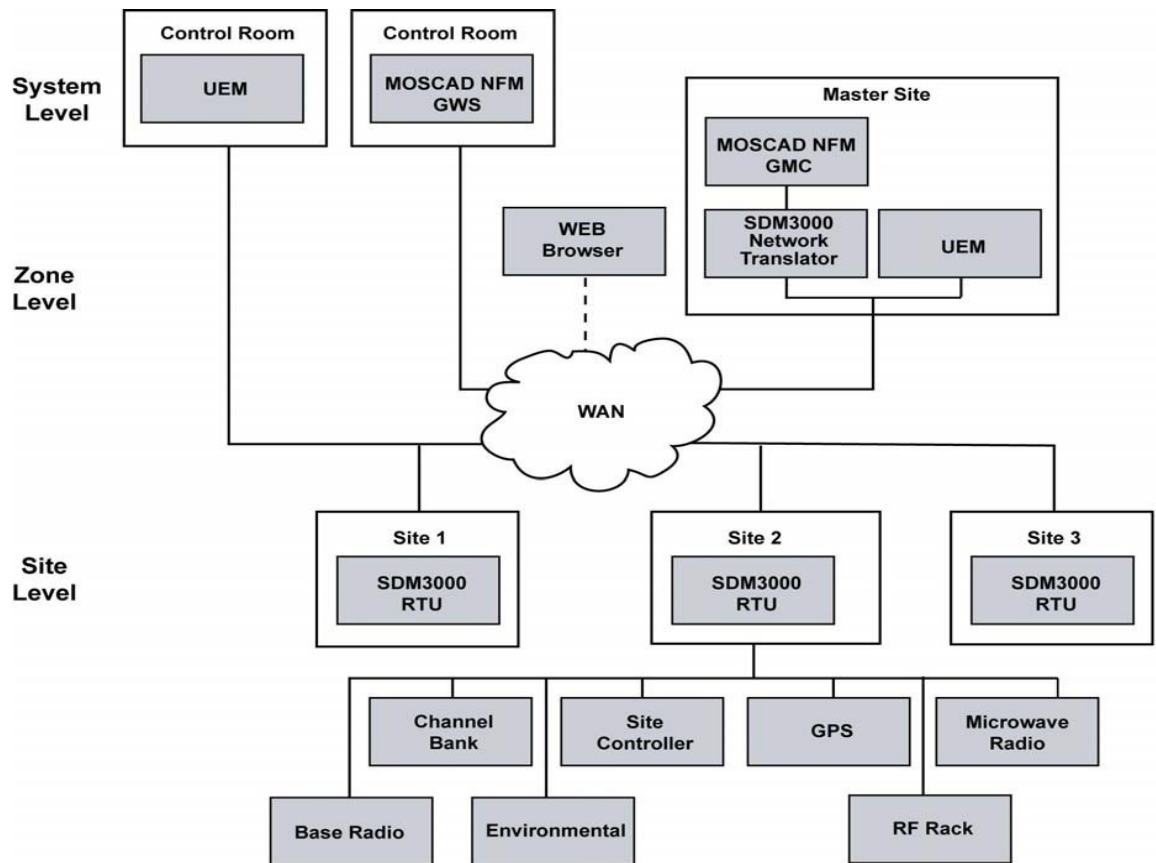 Control Room
UEM
Control Room
MOSCAD NFM
GWS
System
Level
Master Site
MOSCAD NFM
GMC
SDM3000
Network
Translator
UEM
WEB
Browser
Zone
Level
WAN
Site
Level
Site 1
SDM3000
RTU
Site 2
SDM3000
RTU
Site 3
SDM3000
RTU
Channel
Bank
Site
Controller
GPS
Microwave
Radio
Base Radio
Environmental
RF Rack